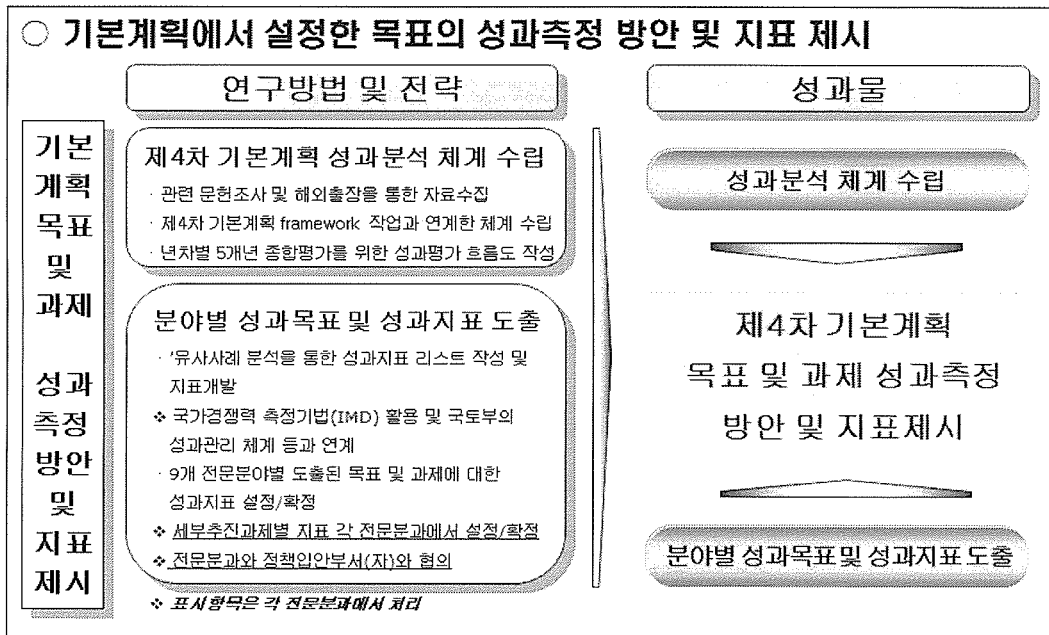 ○ 기본계획에서 설정한 목표의 성과측정 방안 및 지표 제시
연구방법 및 전략
성과물
기본
계획
목표
및
과제
성과
측정
방안
및
지표
제시
제4차 기본계획 성과분석 체계 수립
· 관련 문헌조사 및 해외출장을 통한 자료수집
· 제4차 기본계획 framework 작업과 연계한 체계 수립
· 년차별 5개년 종합평가를 위한 성과평가 흐름도 작성
분야별 성과목표 및 성과지표 도출
· '유사사례 분석을 통한 성과지표 리스트 작성 및
지표개발
❖ 국가경쟁력 측정기법(IMD) 활용 및 국토부의
성과관리 체계 등과 연계
· 9개 전문분야별 도출된 목표 및 과제에 대한
성과지표 설정/확정
❖ 세부추진과제별 지표 각 전문분과에서 설정/확정
❖ 전문분과와 정책입안부서(자)와 협의
❖ 표시항목은 각 전문분과에서 처리
성과분석 체계 수립
제4차 기본계획
목표 및 과제 성과측정
방안 및 지표제시
분야별 성과목표 및 성과지표 도출